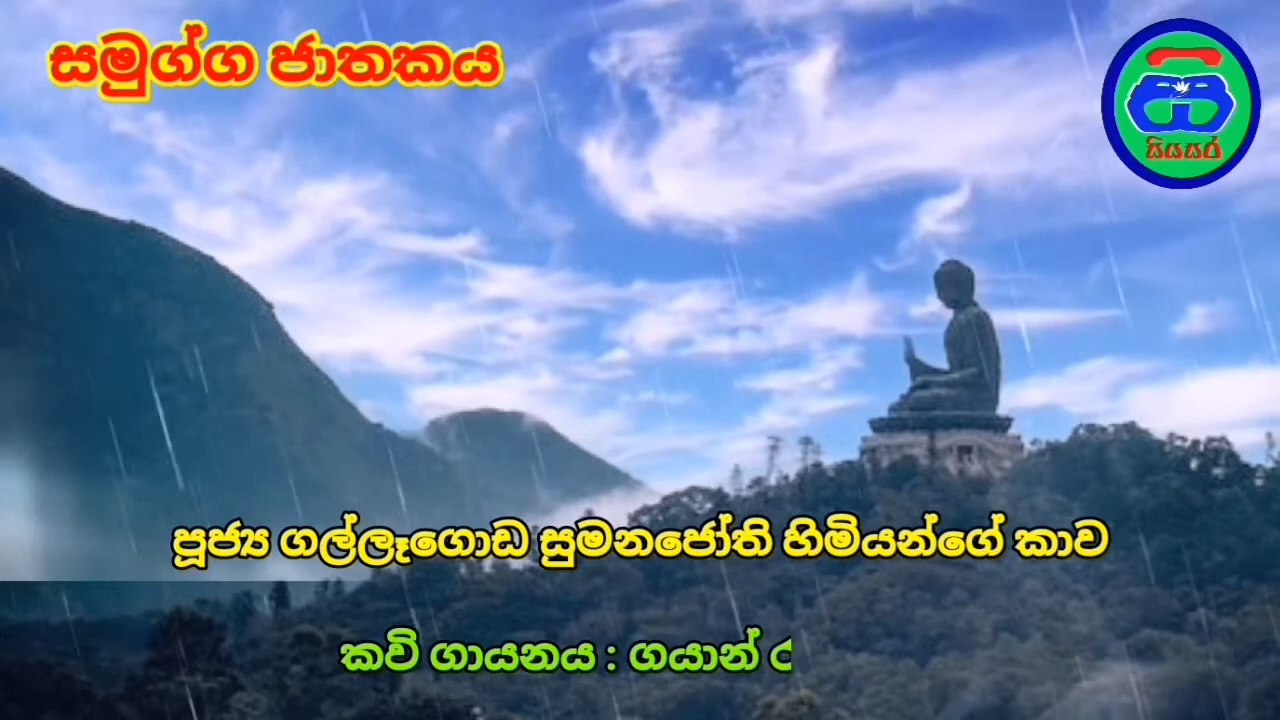 සමුග්ග ජාතකය
සියසර
පූජ්‍ය ගල්ලෑගොඩ සුමනජෝති හිමියන්ගේ කාව
කවි ගායනය : ගයාන්